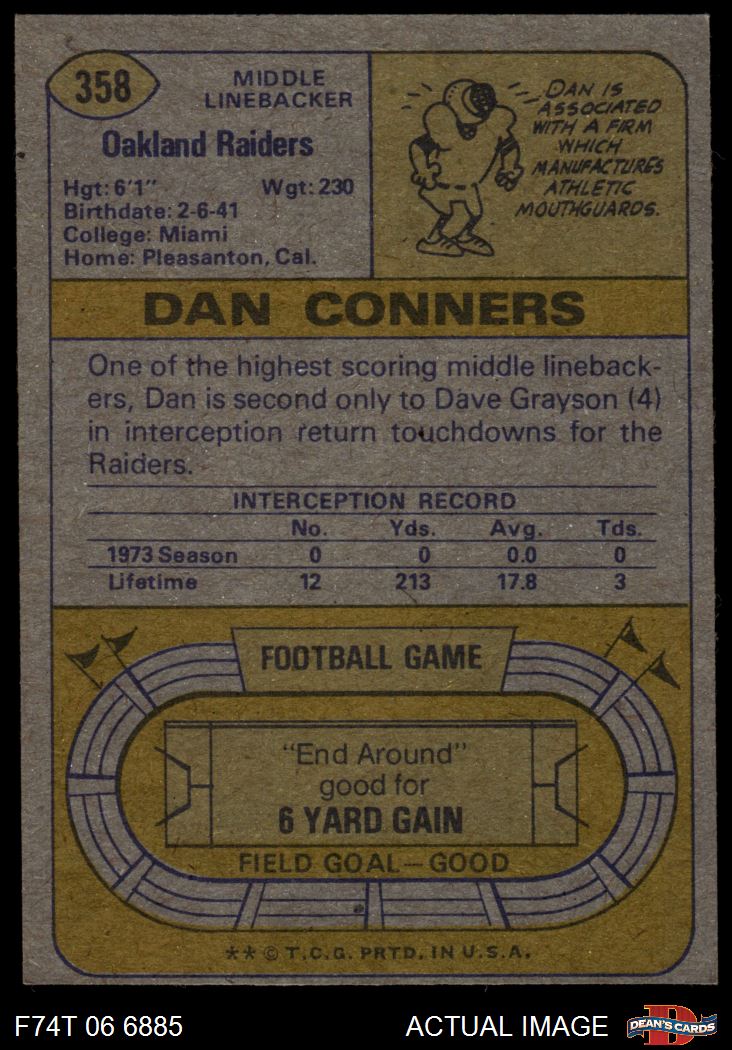 358
MIDDLE
LINEBACKER
Oakland Raiders
Hgt: 6'1" Wgt: 230
Birthdate: 2-6-41
College: Miami
Home: Pleasanton, Cal.
DAN IS
ASSOCIATED
WITH A FIRM
WHICH
MANUFACTURES
ATHLETIC
MOUTHGUARDS.
DAN CONNERS
One of the highest scoring middle lineback-
ers, Dan is second only to Dave Grayson (4)
in interception return touchdowns for the
Raiders.
INTERCEPTION RECORD
No. Yds. Avg. Tds.
1973 Season 0 0 0.0 0
Lifetime 12 213 17.8 3
FOOTBALL GAME
"End Around"
good for
6 YARD GAIN
FIELD GOAL—GOOD
** © T.C.G. PRTD. IN U.S.A.
F74T 06 6885 ACTUAL IMAGE
D
DEAN'S CARDS